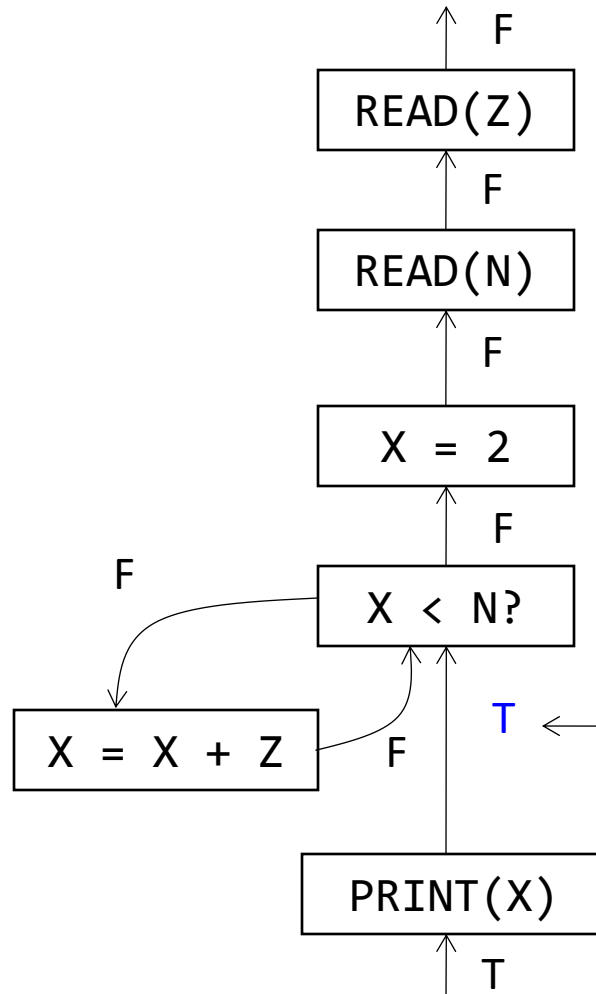 F
READ(Z)
F
READ(N)
F
X = 2
F
F
X < N?
T
X = X + Z
F
PRINT(X)
T